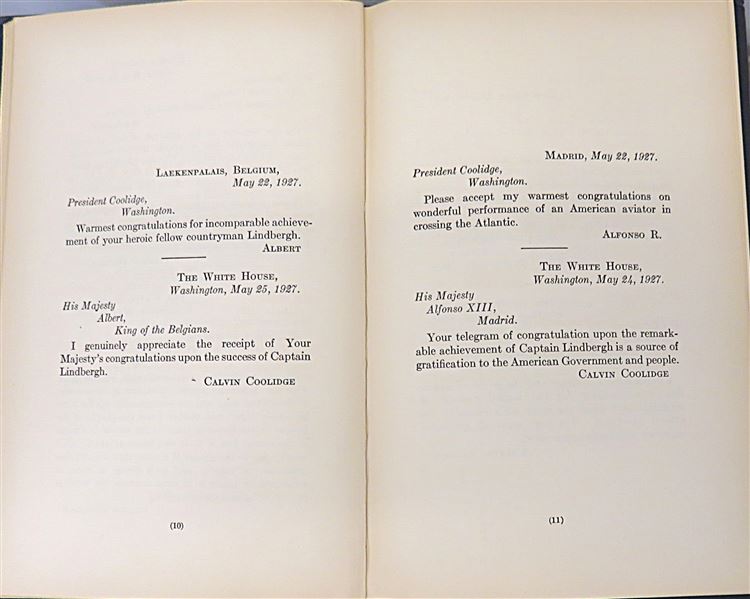 Laekenpalais, Belgium,
May 22, 1927.
President Coolidge,
Washington.
Warmest congratulations for incomparable achieve-
ment of your heroic fellow countryman Lindbergh.
Albert
The White House,
Washington, May 25, 1927.
His Majesty
Albert,
King of the Belgians.
I genuinely appreciate the receipt of Your
Majesty's congratulations upon the success of Captain
Lindbergh.
Calvin Coolidge
(10)
Madrid, May 22, 1927.
President Coolidge,
Washington.
Please accept my warmest congratulations on
wonderful performance of an American aviator in
crossing the Atlantic.
Alfonso R.
The White House,
Washington, May 24, 1927.
His Majesty
Alfonso XIII,
Madrid.
Your telegram of congratulation upon the remark-
able achievement of Captain Lindbergh is a source of
gratification to the American Government and people.
Calvin Coolidge
(11)